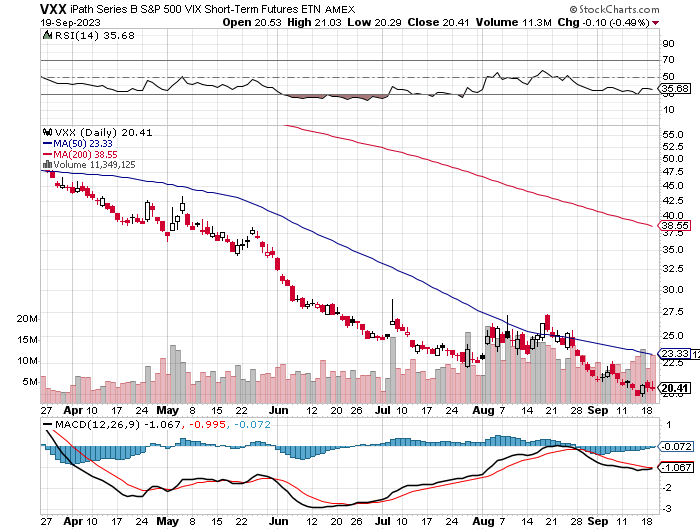 VXX iPath Series B S&P 500 VIX Short-Term Futures ETN AMEX
© StockCharts.com
19-Sep-2023
Open 20.53 High 21.03 Low 20.29 Close 20.41 Volume 11.3M Chg -0.10 (-0.49%)
RSI(14) 35.68
90
70
50
30
10
35.68
VXX (Daily) 20.41
MA(50) 23.33
MA(200) 38.55
Volume 11,349,125
55.0
52.5
50.0
47.5
45.0
42.5
40.0
38.55
37.5
35.0
32.5
30.0
27.5
25.0
23.33
22.5
20.41
20M
15M
10M
5M
27 Apr 10 17 24 May 8 15 22 Jun 12 20 26 Jul 10 17 24 Aug 7 14 21 28 Sep 11 18
MACD(12,26,9) -1.067, -0.995, -0.072
1
-0.072
-1.067
-2
-3
27 Apr 10 17 24 May 8 15 22 Jun 12 20 26 Jul 10 17 24 Aug 7 14 21 28 Sep 11 18